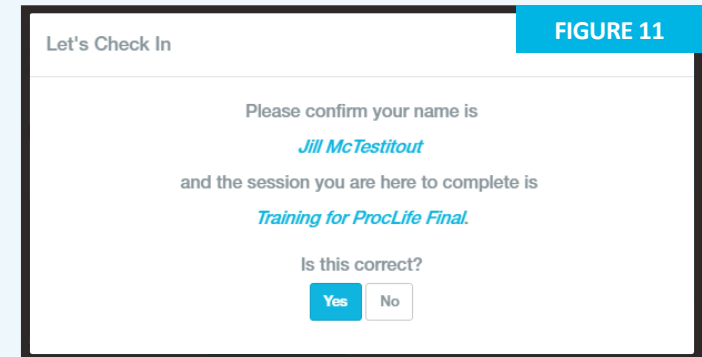 FIGURE 11
Let's Check In
Please confirm your name is
Jill McTestitout
and the session you are here to complete is
Training for ProcLife Final.
Is this correct?
Yes No